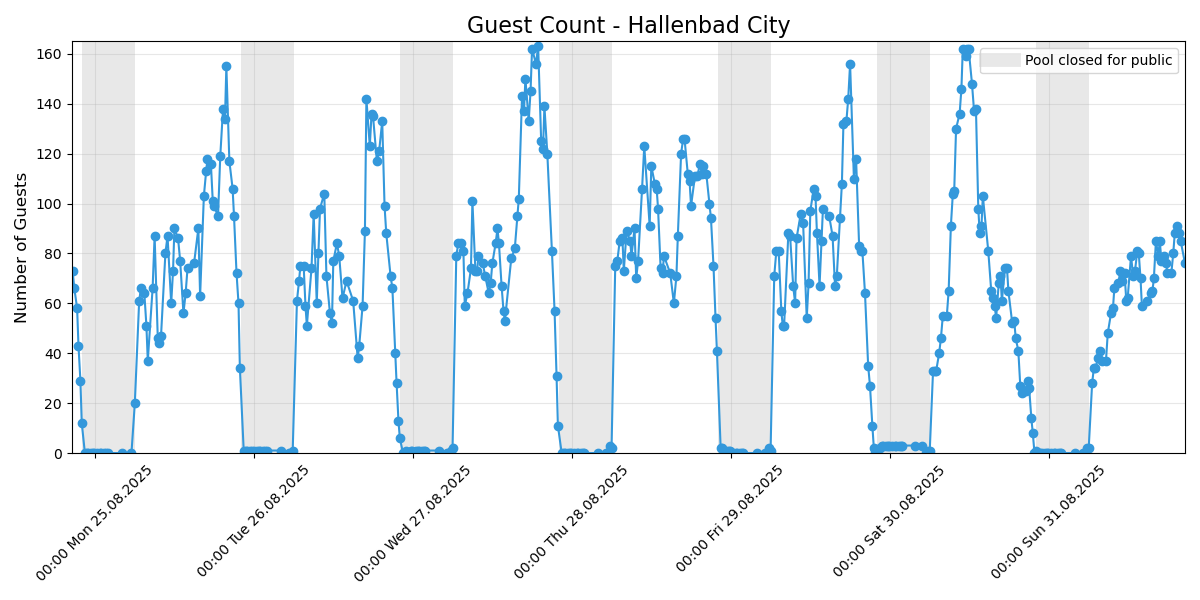 Guest Count - Hallenbad City
Pool closed for public
Number of Guests
160
140
120
100
80
60
40
20
0
00:00 Mon 25.08.2025
00:00 Tue 26.08.2025
00:00 Wed 27.08.2025
00:00 Thu 28.08.2025
00:00 Fri 29.08.2025
00:00 Sat 30.08.2025
00:00 Sun 31.08.2025